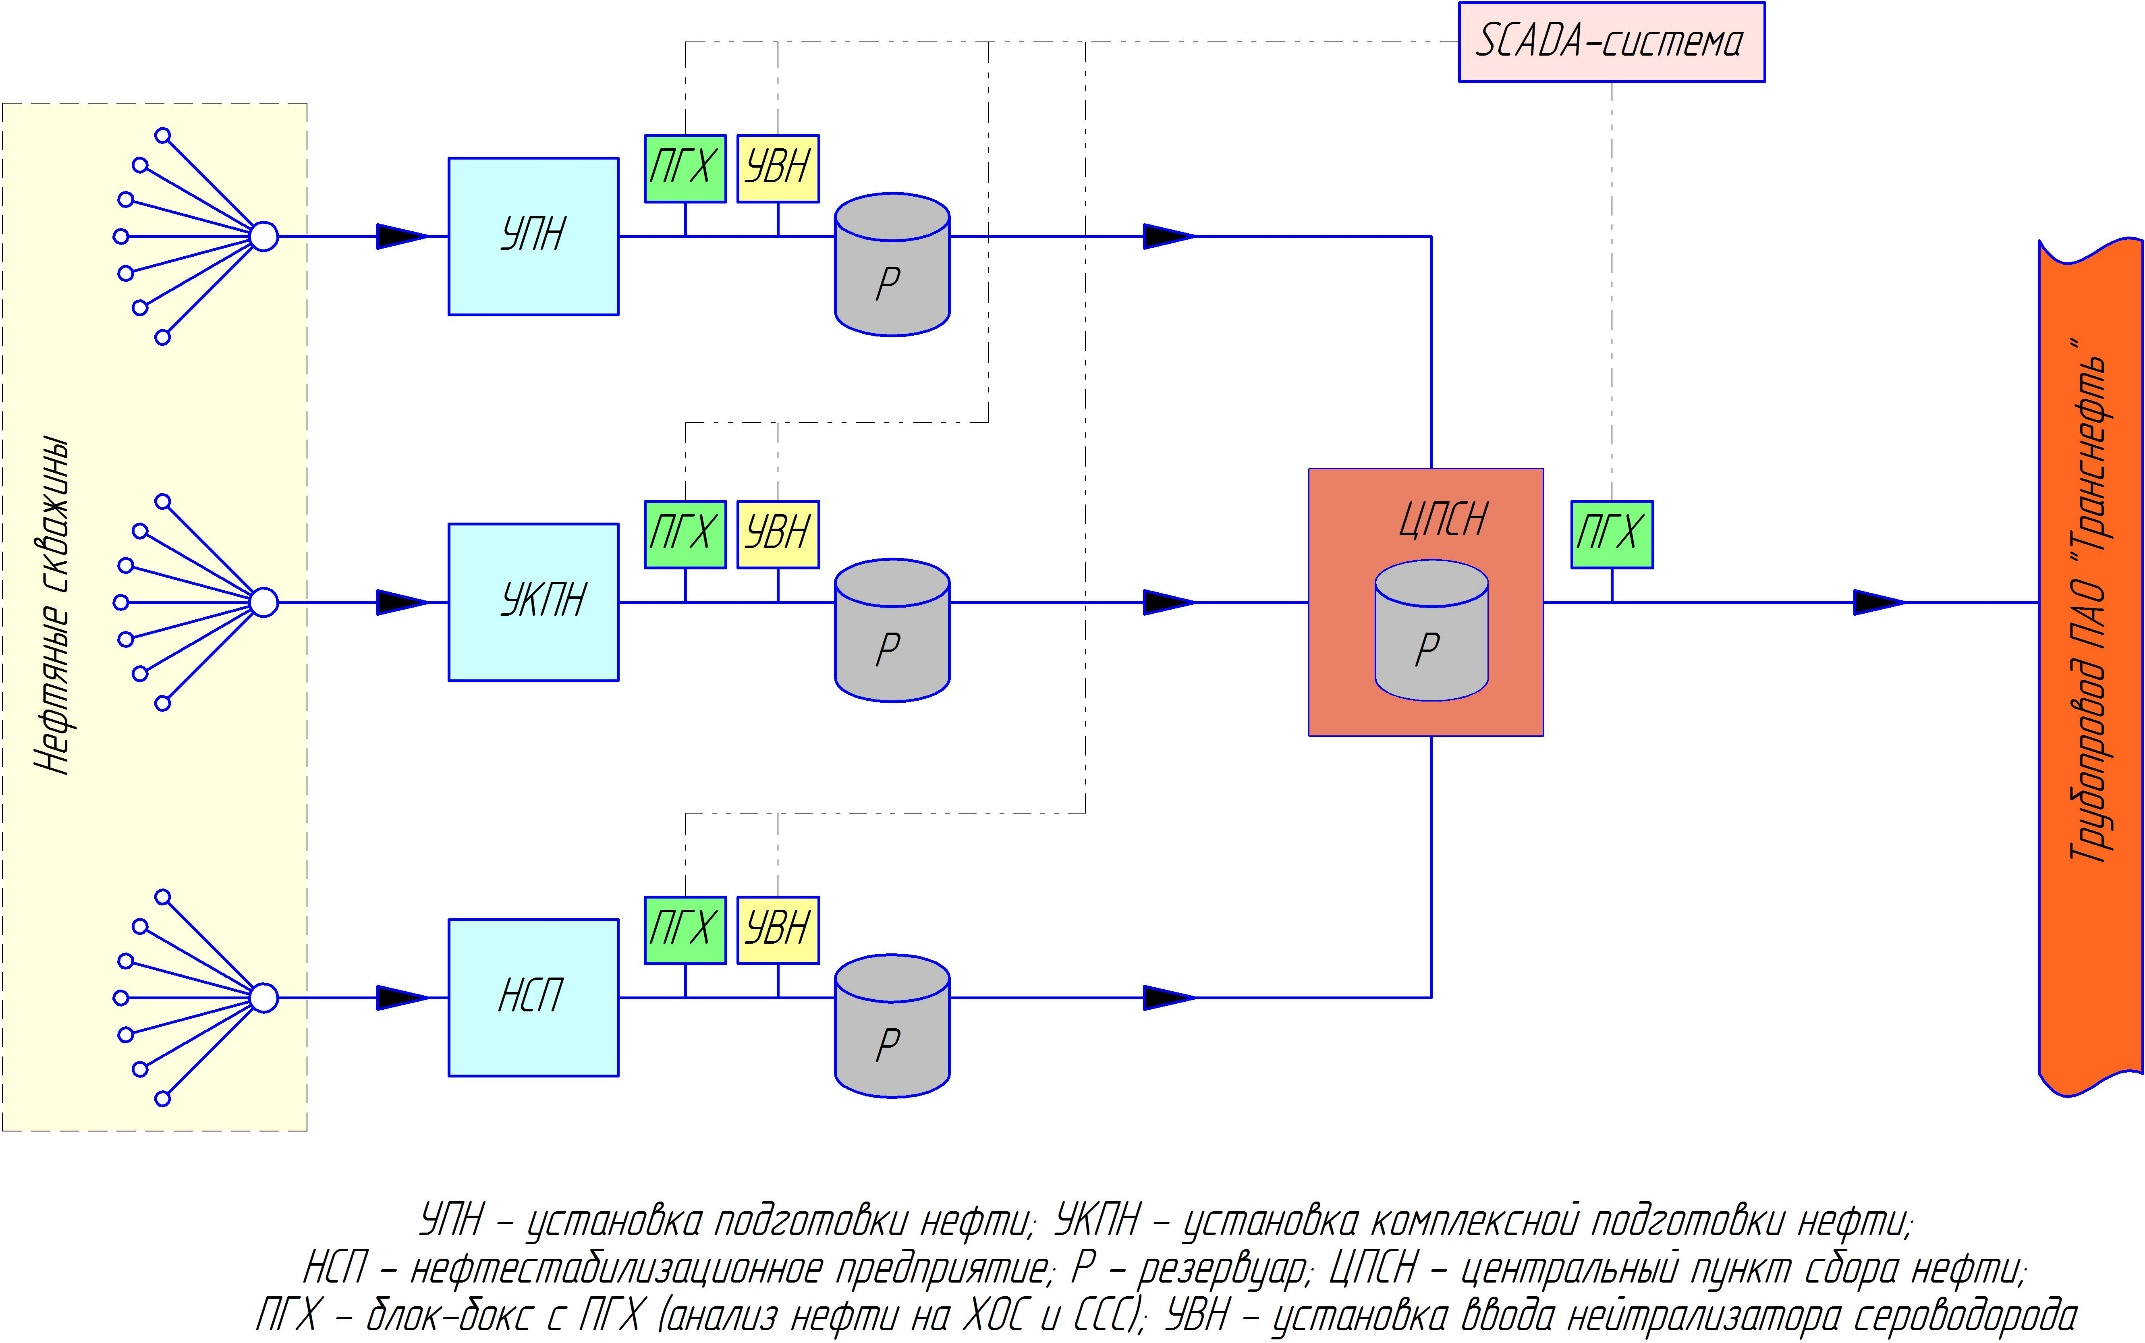 SCADA-система
ПГХ
УВН
УПН
Р
Нефтяные скважины
ПГХ
УВН
УКПН
Р
ЦПСН
Р
ПГХ
Трубопровод ПАО "Транснефть"
ПГХ
УВН
НСП
Р
УПН – установка подготовки нефти; УКПН – установка комплексной подготовки нефти;
НСП – нефтестабилизационное предприятие; Р – резервуар; ЦПСН – центральный пункт сбора нефти;
ПГХ – блок-бокс с ПГХ (анализ нефти на ХОС и ССС); УВН – установка ввода нейтрализатора сероводорода